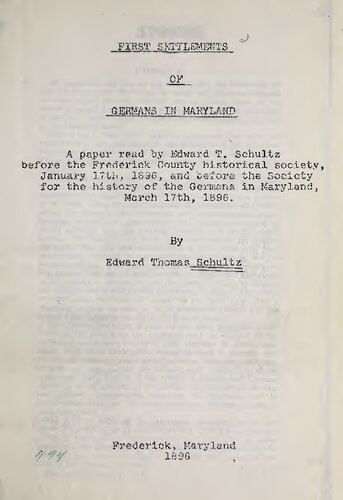 FIRST SETTLEMENTS
OF
GERMANS IN MARYLAND
A paper read by Edward T. Schultz
before the Frederick County historical society,
January 17th, 1896, and before the Society
for the history of the Germans in Maryland,
March 17th, 1896.
By
Edward Thomas Schultz
Frederick, Maryland
1896